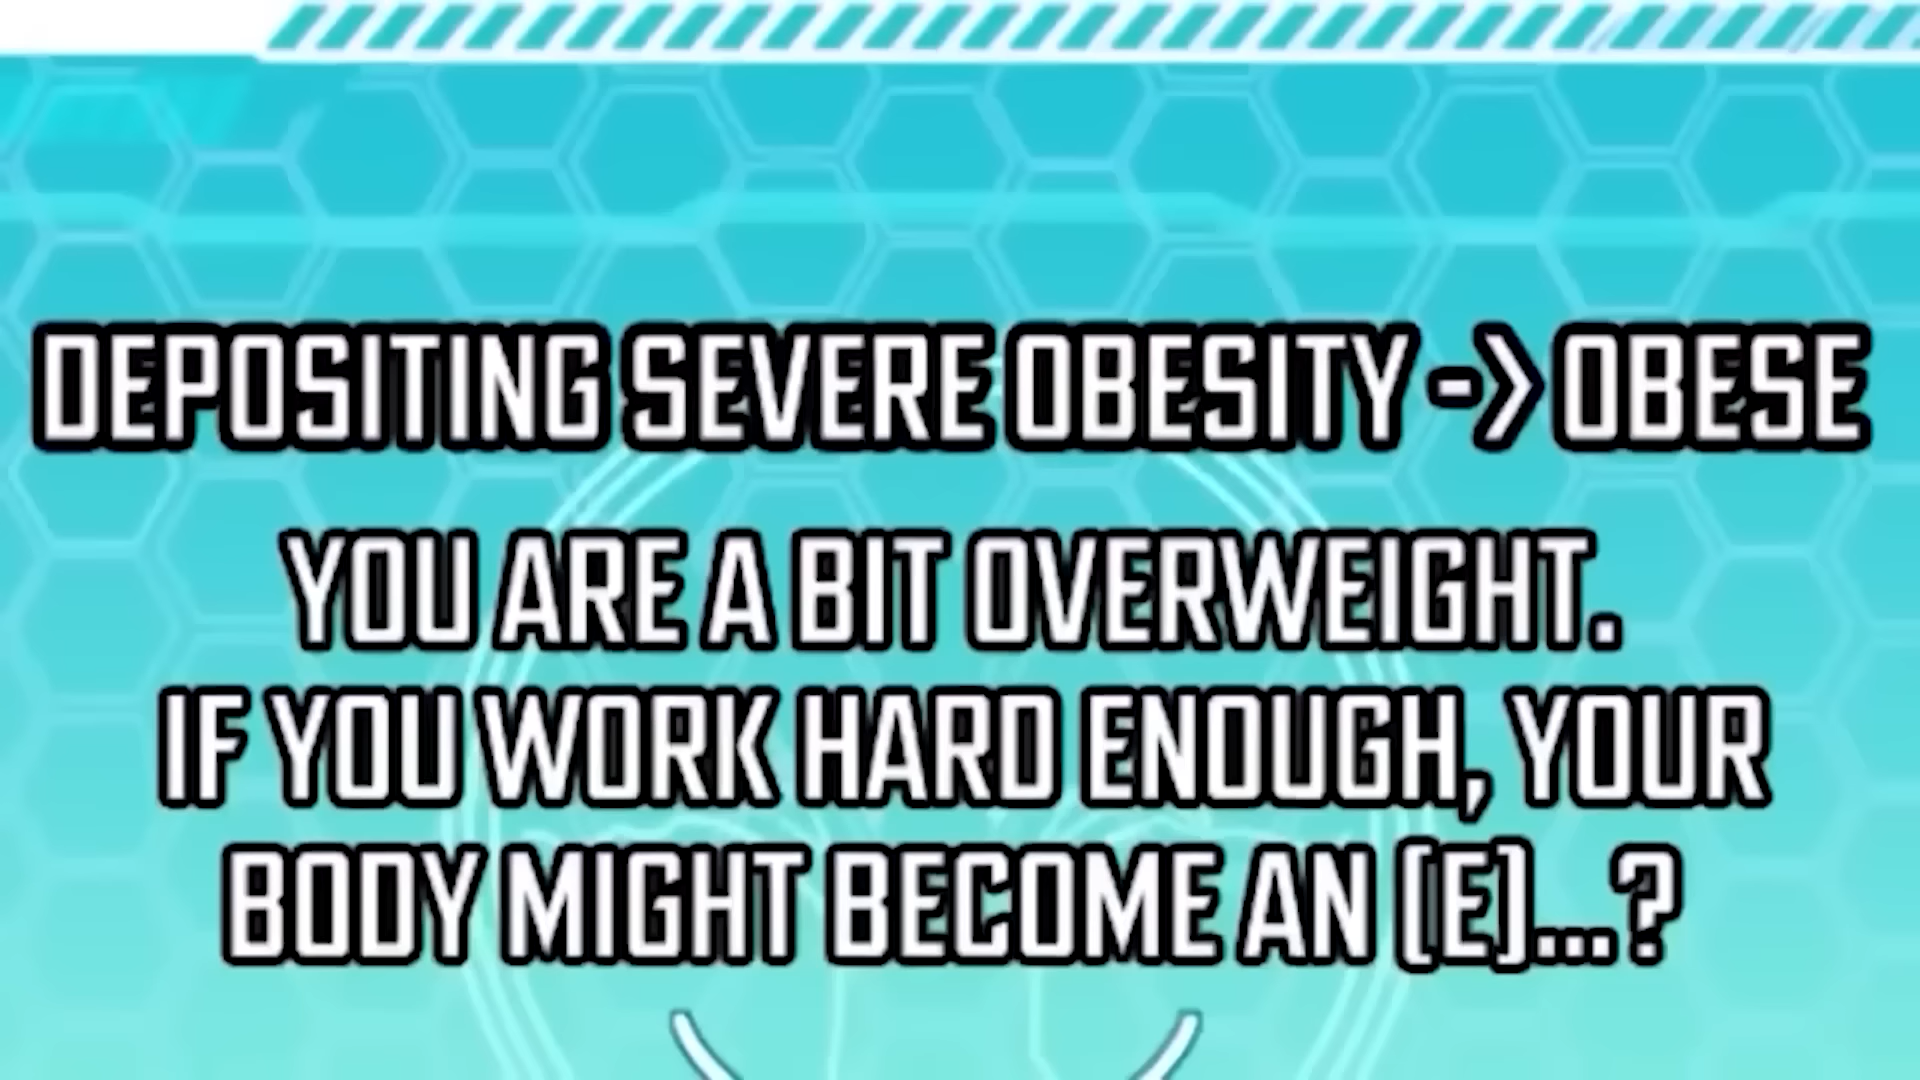 DEPOSITING SEVERE OBESITY -> OBESE
YOU ARE A BIT OVERWEIGHT.
IF YOU WORK HARD ENOUGH, YOUR
BODY MIGHT BECOME AN [E]...?